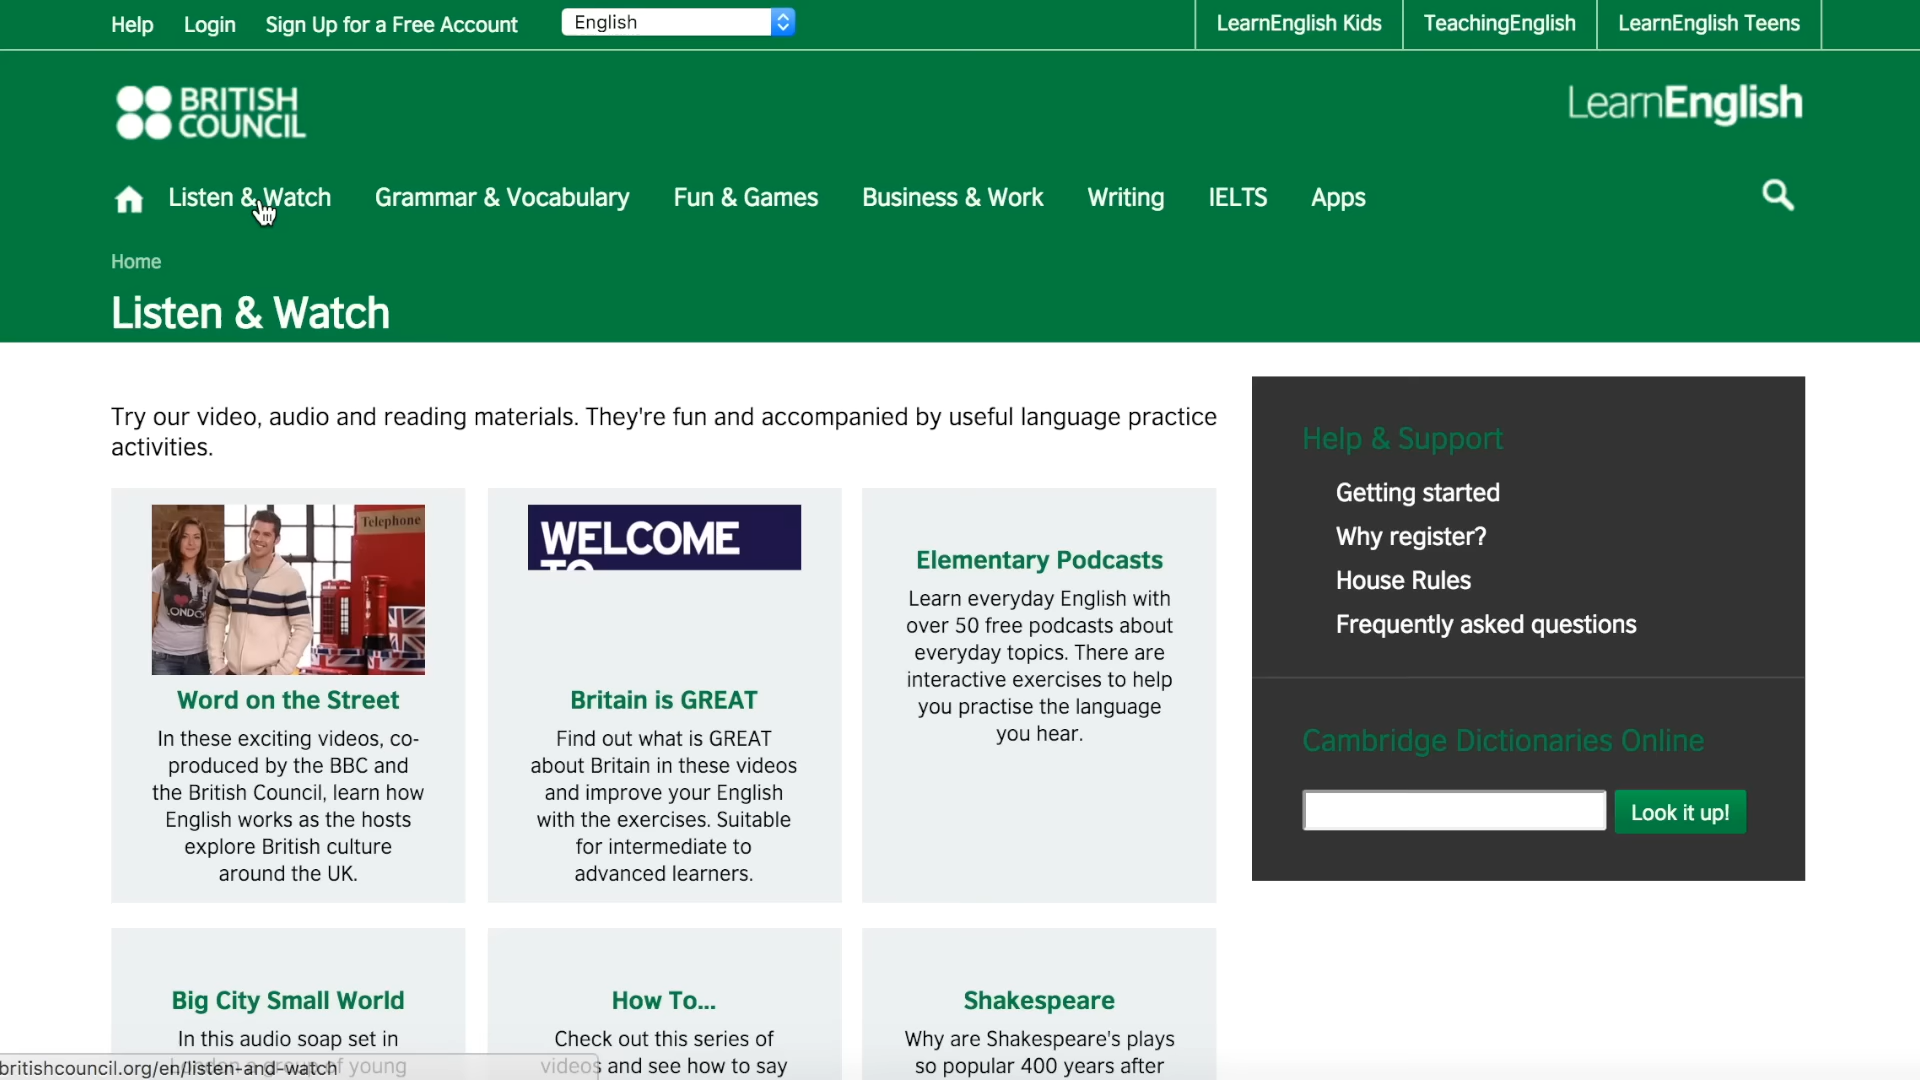 Help Login Sign Up for a Free Account English LearnEnglish Kids TeachingEnglish LearnEnglish Teens
BRITISH
COUNCIL
LearnEnglish
Listen & Watch Grammar & Vocabulary Fun & Games Business & Work Writing IELTS Apps
Home
Listen & Watch
Try our video, audio and reading materials. They're fun and accompanied by useful language practice
activities.
Telephone
LONDON
Word on the Street
In these exciting videos, co-
produced by the BBC and
the British Council, learn how
English works as the hosts
explore British culture
around the UK.
WELCOME
TO
Britain is GREAT
Find out what is GREAT
about Britain in these videos
and improve your English
with the exercises. Suitable
for intermediate to
advanced learners.
Elementary Podcasts
Learn everyday English with
over 50 free podcasts about
everyday topics. There are
interactive exercises to help
you practise the language
you hear.
Big City Small World
In this audio soap set in
London a group of young
How To...
Check out this series of
videos and see how to say
Shakespeare
Why are Shakespeare's plays
so popular 400 years after
Help & Support
Getting started
Why register?
House Rules
Frequently asked questions
Cambridge Dictionaries Online
Look it up!
britishcouncil.org/en/listen-and-watch